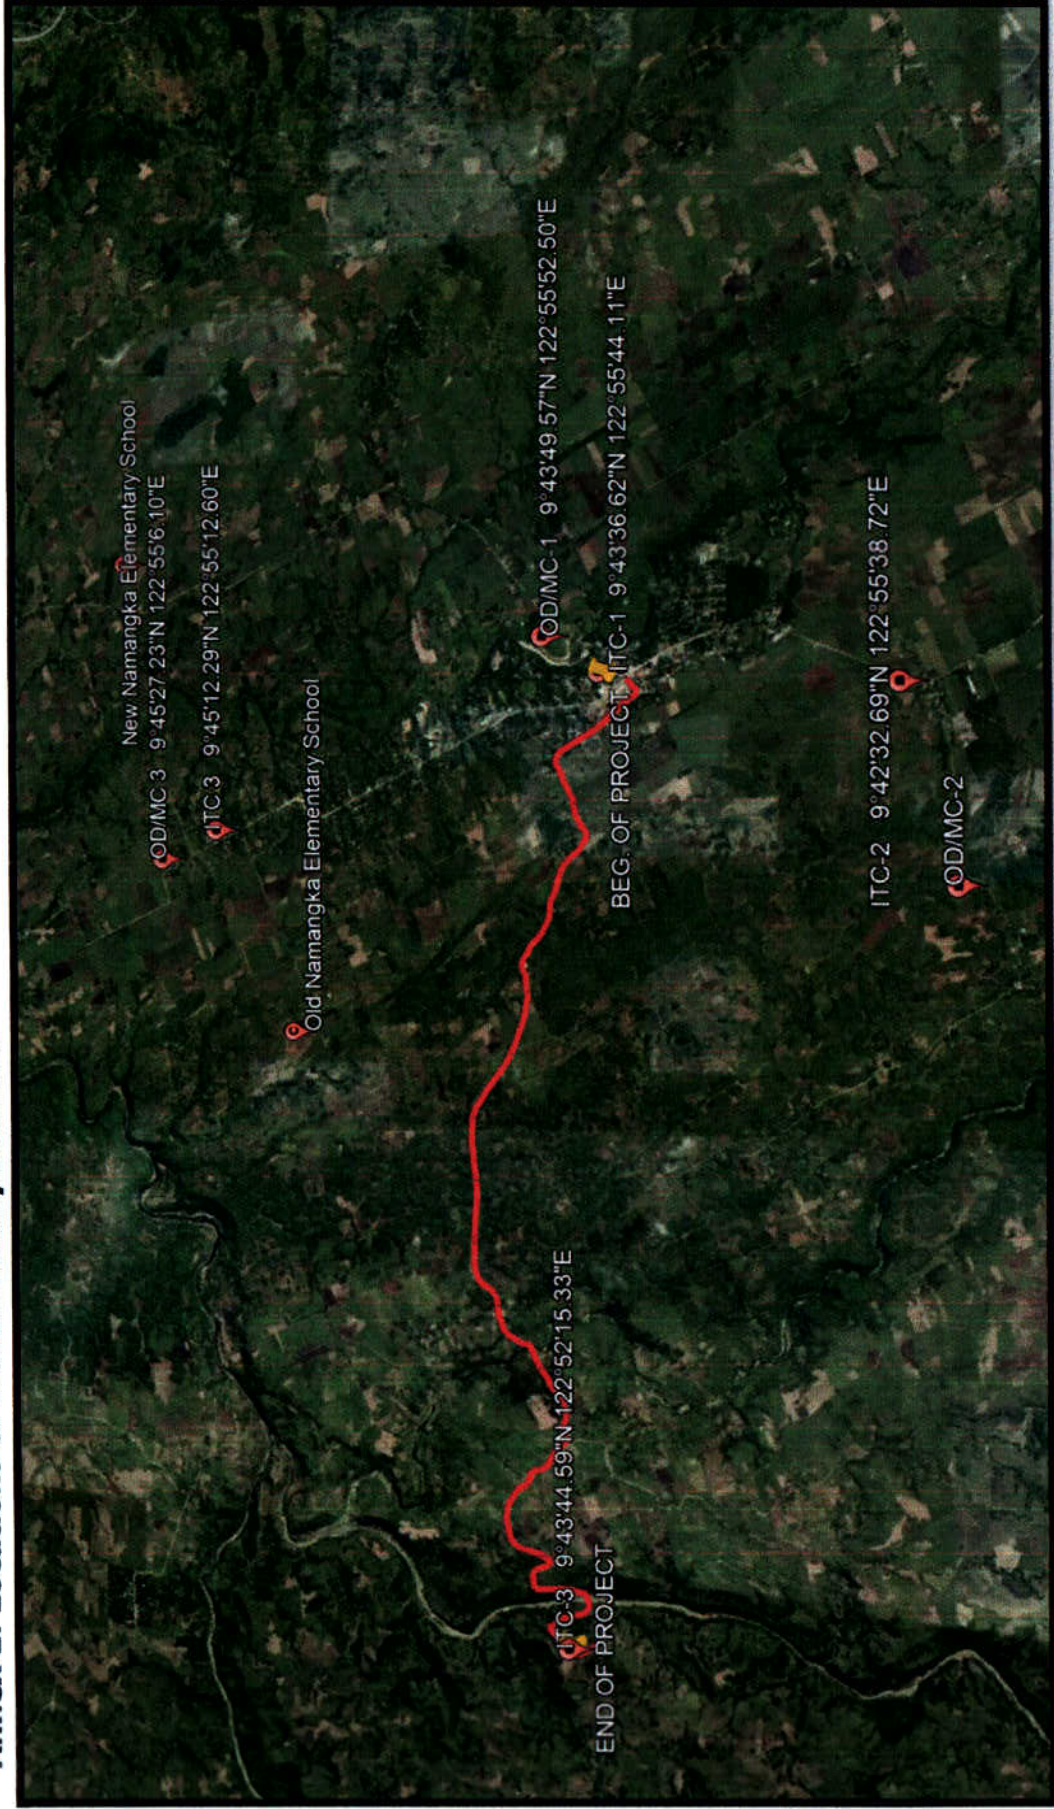 New Namangka Elementary School
OD/MC-3 9°45'27.23"N 122°55'6.10"E
ITC.3 9°45'12.29"N 122°55'12.60"E
Old Namangka Elementary School
OD/MC-1 9°43'49.57"N 122°55'52.50"E
BEG. OF PROJECT ITC-1 9°43'36.62"N 122°55'44.11"E
ITC-3 9°43'44.59"N 122°52'15.33"E
END OF PROJECT
ITC-2 9°42'32.69"N 122°55'38.72"E
OD/MC-2